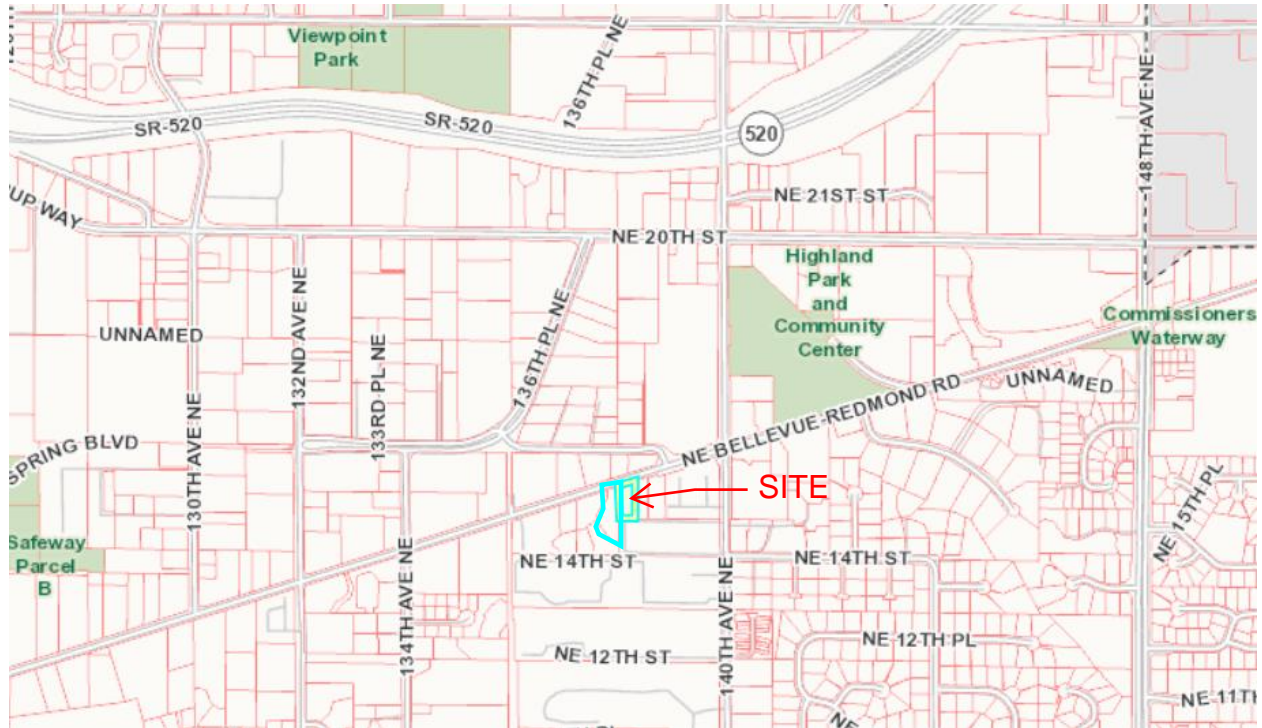 Viewpoint
Park
136TH PL NE
SR-520
SR-520
520
148TH AVE NE
NE 21ST ST
UP WAY
NE 20TH ST
Highland
Park
and
Community
Center
Commissioners
Waterway
UNNAMED
132ND AVE NE
133RD PL NE
136TH PL NE
130TH AVE NE
SPRING BLVD
NE BELLEVUE-REDMOND RD
UNNAMED
SITE
NE 15TH PL
Safeway
Parcel
B
134TH AVE NE
NE 14TH ST
NE 14TH ST
140TH AVE NE
NE 12TH ST
NE 12TH PL
NE 11TH
NE